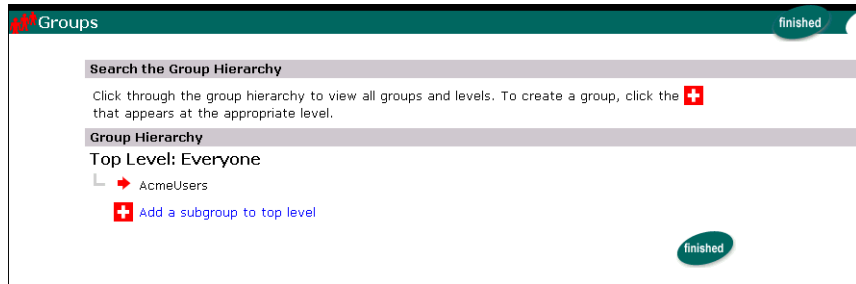 Groups
finished
Search the Group Hierarchy
Click through the group hierarchy to view all groups and levels. To create a group, click the
that appears at the appropriate level.
Group Hierarchy
Top Level: Everyone
AcmeUsers
Add a subgroup to top level
finished